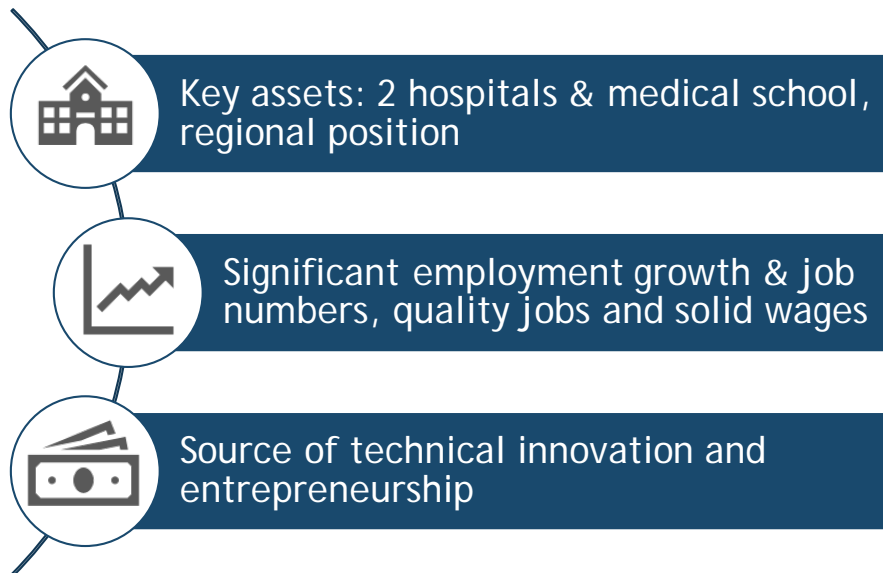 Key assets: 2 hospitals & medical school,
regional position
Significant employment growth & job
numbers, quality jobs and solid wages
Source of technical innovation and
entrepreneurship